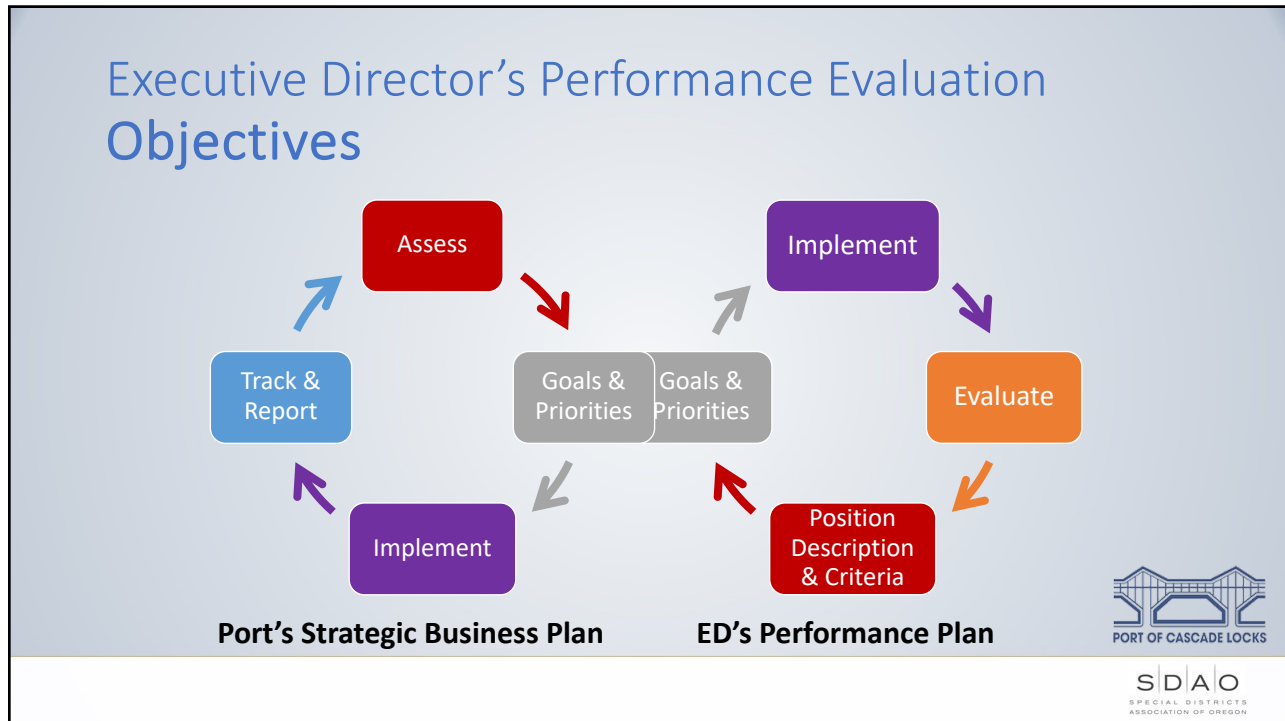 Executive Director’s Performance Evaluation
Objectives
Assess
Track &
Report
Goals &
Priorities
Implement
Goals &
Priorities
Implement
Evaluate
Position
Description
& Criteria
Port’s Strategic Business Plan
ED’s Performance Plan
PORT OF CASCADE LOCKS
SDAO
SPECIAL DISTRICTS
ASSOCIATION OF OREGON